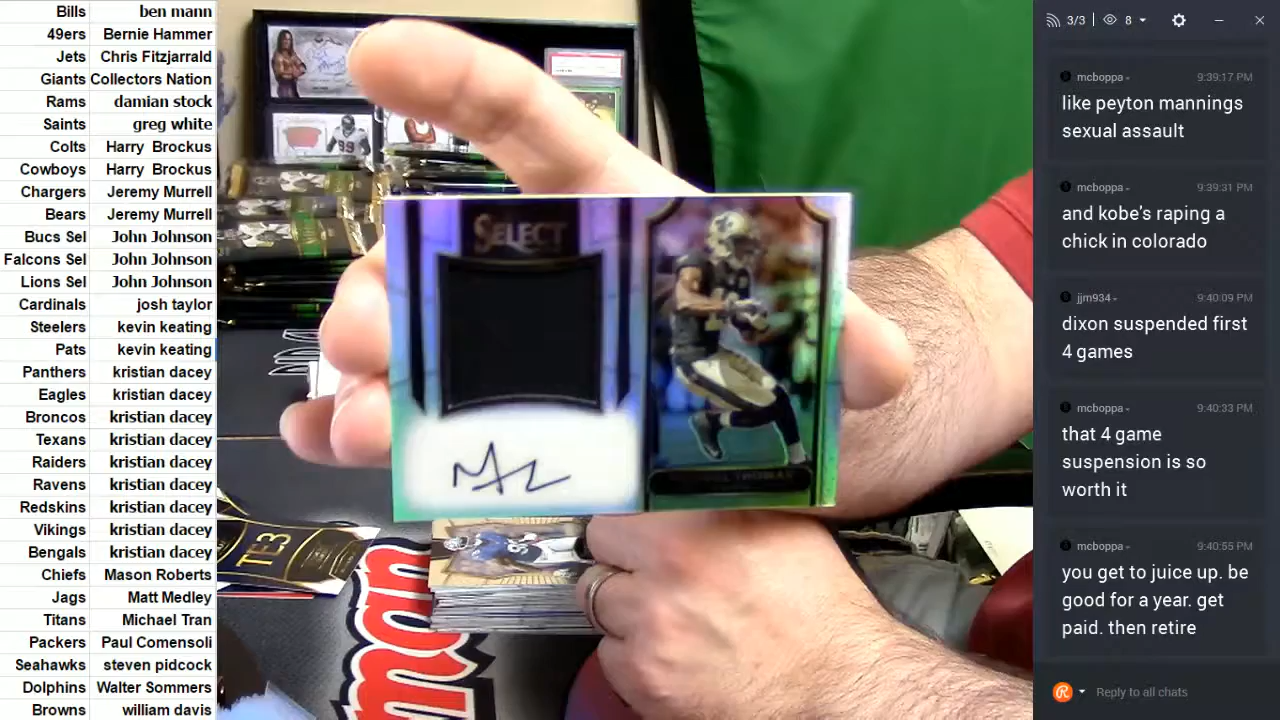 Bills ben mann
49ers Bernie Hammer
Jets Chris Fitzjarrald
Giants Collectors Nation
Rams damian stock
Saints greg white
Colts Harry Brockus
Cowboys Harry Brockus
Chargers Jeremy Murrell
Bears Jeremy Murrell
Bucs Sel John Johnson
Falcons Sel John Johnson
Lions Sel John Johnson
Cardinals josh taylor
Steelers kevin keating
Pats kevin keating
Panthers kristian dacey
Eagles kristian dacey
Broncos kristian dacey
Texans kristian dacey
Raiders kristian dacey
Ravens kristian dacey
Redskins kristian dacey
Vikings kristian dacey
Bengals kristian dacey
Chiefs Mason Roberts
Jags Matt Medley
Titans Michael Tran
Packers Paul Comensoli
Seahawks steven pidcock
Dolphins Walter Sommers
Browns william davis
SELECT
THOMAS
99
TE3
3/3 8
mcboppa 9:39:17 PM
like peyton mannings
sexual assault
mcboppa 9:39:31 PM
and kobe's raping a
chick in colorado
jjm934 9:40:09 PM
dixon suspended first
4 games
mcboppa 9:40:33 PM
that 4 game
suspension is so
worth it
mcboppa 9:40:55 PM
you get to juice up. be
good for a year. get
paid. then retire
Reply to all chats